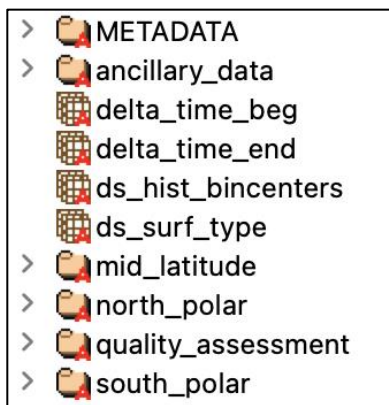 METADATA
ancillary_data
delta_time_beg
delta_time_end
ds_hist_bincenters
ds_surf_type
mid_latitude
north_polar
quality_assessment
south_polar